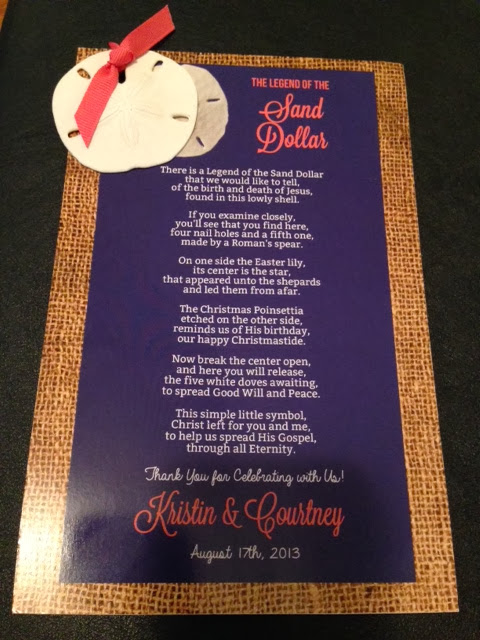 THE LEGEND OF THE
Sand
Dollar
There is a Legend of the Sand Dollar
that we would like to tell,
of the birth and death of Jesus,
found in this lowly shell.
If you examine closely,
you'll see that you find here,
four nail holes and a fifth one,
made by a Roman's spear.
On one side the Easter lily,
its center is the star,
that appeared unto the shepards
and led them from afar.
The Christmas Poinsettia
etched on the other side,
reminds us of His birthday,
our happy Christmastide.
Now break the center open,
and here you will release,
the five white doves awaiting,
to spread Good Will and Peace.
This simple little symbol,
Christ left for you and me,
to help us spread His Gospel,
through all Eternity.
Thank You for Celebrating with Us!
Kristin & Courtney
August 17th, 2013